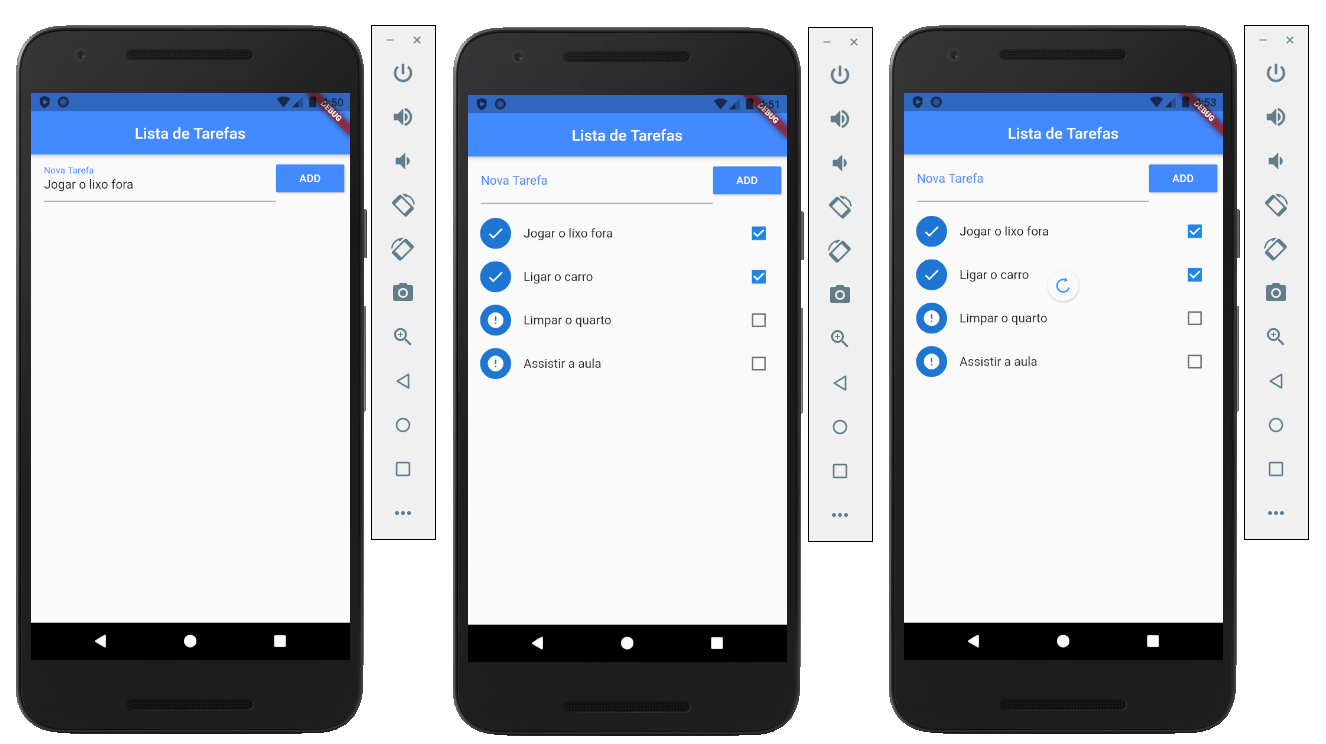 50
DEBUG
Lista de Tarefas
Nova Tarefa
Jogar o lixo fora
ADD
51
DEBUG
Lista de Tarefas
Nova Tarefa
ADD
Jogar o lixo fora
Ligar o carro
Limpar o quarto
Assistir a aula
53
DEBUG
Lista de Tarefas
Nova Tarefa
ADD
Jogar o lixo fora
Ligar o carro
Limpar o quarto
Assistir a aula